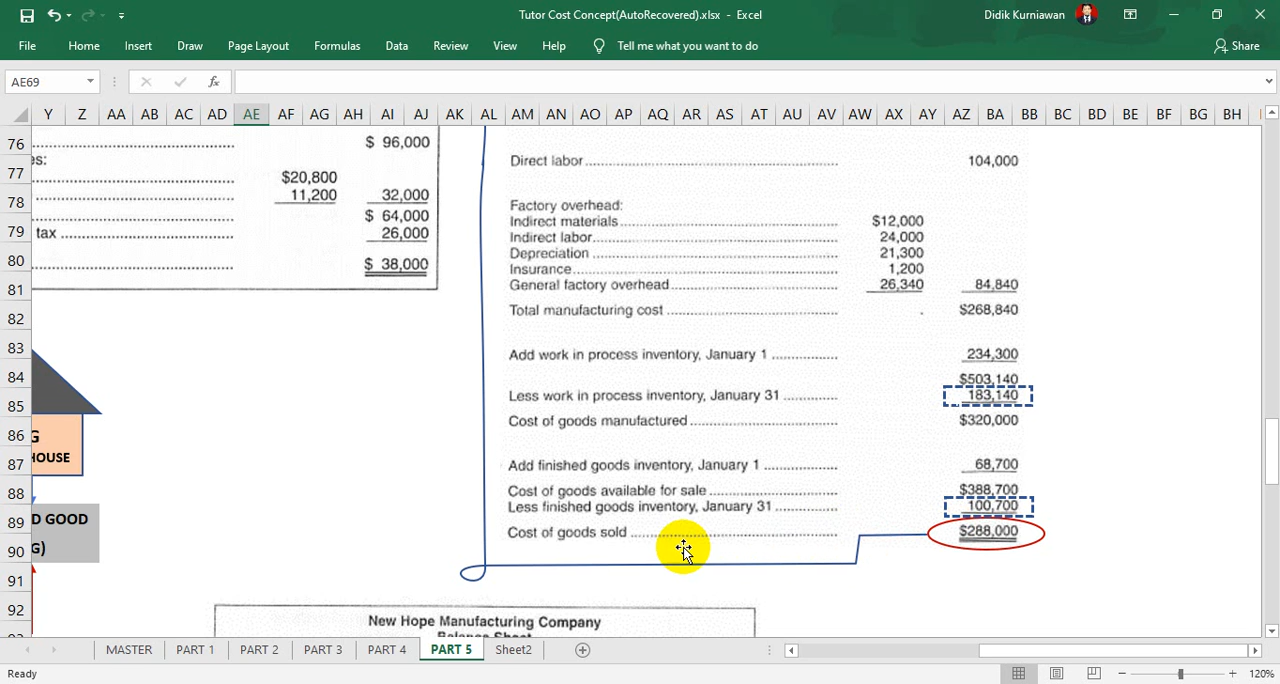 Tutor Cost Concept(AutoRecovered).xlsx - Excel
Didik Kurniawan
File Home Insert Draw Page Layout Formulas Data Review View Help Tell me what you want to do Share
AE69 fx
Y Z AA AB AC AD AE AF AG AH AI AJ AK AL AM AN AO AP AQ AR AS AT AU AV AW AX AY AZ BA BB BC BD BE BF BG BH
76
77
78
79
80
81
82
83
84
85
86
87
88
89
90
91
92
$ 96,000
es:
$20,800
11,200 32,000
$ 64,000
tax 26,000
$ 38,000
G
HOUSE
D GOOD
G)
Direct labor 104,000
Factory overhead:
Indirect materials $12,000
Indirect labor 24,000
Depreciation 21,300
Insurance 1,200
General factory overhead 26,340 84,840
Total manufacturing cost $268,840
Add work in process inventory, January 1 234,300
$503,140
Less work in process inventory, January 31 183,140
Cost of goods manufactured $320,000
Add finished goods inventory, January 1 68,700
Cost of goods available for sale $388,700
Less finished goods inventory, January 31 100,700
Cost of goods sold $288,000
New Hope Manufacturing Company
Balance Sheet
MASTER PART 1 PART 2 PART 3 PART 4 PART 5 Sheet2
Ready 120%